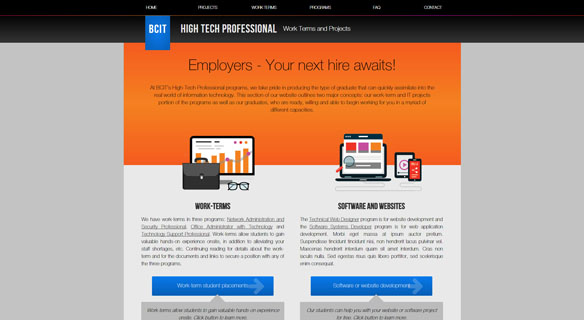 HOME PROJECTS WORK TERMS PROGRAMS FAQ CONTACT
BCIT HIGH TECH PROFESSIONAL Work Terms and Projects
Employers - Your next hire awaits!
At BCIT's High Tech Professional programs, we take pride in producing the type of graduate that can quickly assimilate into the
real world of information technology. This section of our website outlines two major concepts: our work term and IT projects
portion of the programs as well as our graduates, who are ready, willing and able to begin working for you in a myriad of
different capacities.
WORK-TERMS
We have work terms in three programs: Network Administration and
Security Professional, Office Administrator with Technology and
Technology Support Professional. Work-terms allow students to gain
valuable hands-on experience onsite, in addition to alleviating your
staff shortages, etc. Continuing reading for details about the work-
term and for the documents and links to secure a position with any of
the three programs.
Work-term student placements
Work-terms allow students to gain valuable hands-on experience
onsite. Click button to learn more.
SOFTWARE AND WEBSITES
The Technical Web Designer program is for website development and
the Software Systems Developer program is for web application
development. Morbi eget massa at ipsum auctor pretium.
Suspendisse tincidunt tincidunt nisi, non hendrerit lacus pulvinar vel.
Maecenas hendrerit interdum quam sit amet interdum. Cras non
iaculis nulla. Sed egestas risus quis libero porttitor, sed scelerisque
enim consequat.
Software or website development
Our students can help you with your website or software project
for free. Click button to learn more.